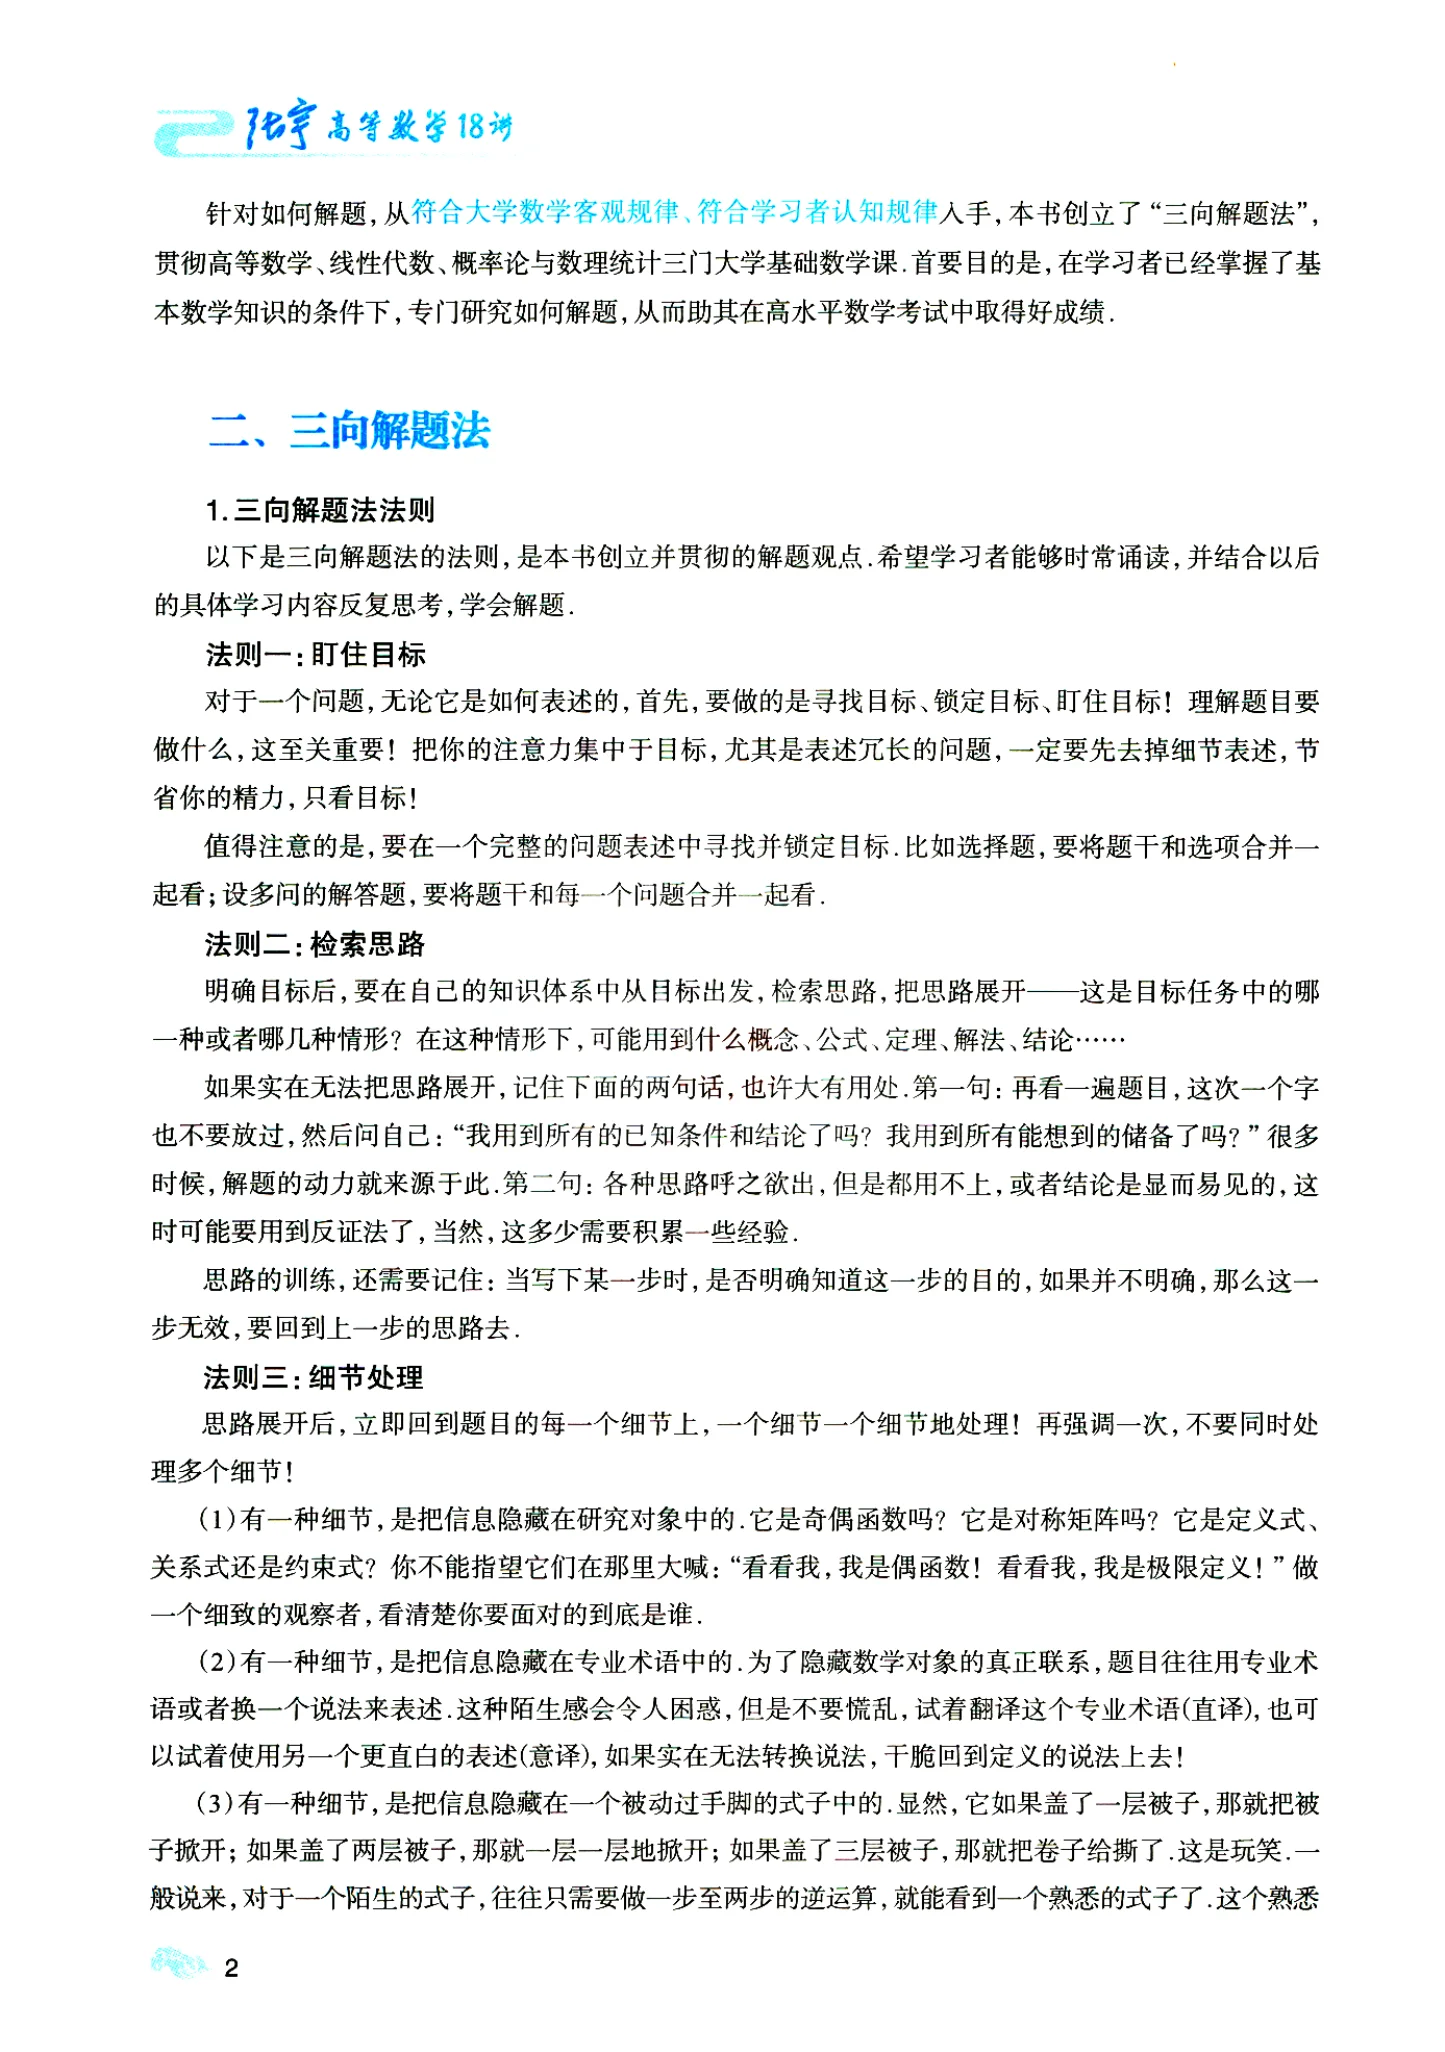 张宇高等数学18讲
针对如何解题,从符合大学数学客观规律、符合学习者认知规律入手,本书创立了“三向解题法”,
贯彻高等数学、线性代数、概率论与数理统计三门大学基础数学课.首要目的是,在学习者已经掌握了基
本数学知识的条件下,专门研究如何解题,从而助其在高水平数学考试中取得好成绩.
二、三向解题法
1.三向解题法法则
以下是三向解题法的法则,是本书创立并贯彻的解题观点.希望学习者能够时常诵读,并结合以后
的具体学习内容反复思考,学会解题.
法则一:盯住目标
对于一个问题,无论它是如何表述的,首先,要做的是寻找目标、锁定目标、盯住目标!理解题目要
做什么,这至关重要!把你的注意力集中于目标,尤其是表述冗长的问题,一定要先去掉细节表述,节
省你的精力,只看目标!
值得注意的是,要在一个完整的问题表述中寻找并锁定目标.比如选择题,要将题干和选项合并一
起看;设多问的解答题,要将题干和每一个问题合并一起看.
法则二:检索思路
明确目标后,要在自己的知识体系中从目标出发,检索思路,把思路展开——这是目标任务中的哪
一种或者哪几种情形?在这种情形下,可能用到什么概念、公式、定理、解法、结论……
如果实在无法把思路展开,记住下面的两句话,也许大有用处.第一句:再看一遍题目,这次一个字
也不要放过,然后问自己:“我用到所有的已知条件和结论了吗?我用到所有能想到的储备了吗?”很多
时候,解题的动力就来源于此.第二句:各种思路呼之欲出,但是都用不上,或者结论是显而易见的,这
时可能要用到反证法了,当然,这多少需要积累一些经验.
思路的训练,还需要记住:当写下某一步时,是否明确知道这一步的目的,如果并不明确,那么这一
步无效,要回到上一步的思路去.
法则三:细节处理
思路展开后,立即回到题目的每一个细节上,一个细节一个细节地处理!再强调一次,不要同时处
理多个细节!
(1)有一种细节,是把信息隐藏在研究对象中的.它是奇偶函数吗?它是对称矩阵吗?它是定义式、
关系式还是约束式?你不能指望它们在那里大喊:“看看我,我是偶函数!看看我,我是极限定义!”做
一个细致的观察者,看清楚你要面对的到底是谁.
(2)有一种细节,是把信息隐藏在专业术语中的.为了隐藏数学对象的真正联系,题目往往用专业术
语或者换一个说法来表述.这种陌生感会令人困惑,但是不要慌乱,试着翻译这个专业术语(直译),也可
以试着使用另一个更直白的表述(意译),如果实在无法转换说法,干脆回到定义的说法上去!
(3)有一种细节,是把信息隐藏在一个被动过手脚的式子中的.显然,它如果盖了一层被子,那就把被
子掀开;如果盖了两层被子,那就一层一层地掀开;如果盖了三层被子,那就把卷子给撕了.这是玩笑.一
般说来,对于一个陌生的式子,往往只需要做一步至两步的逆运算,就能看到一个熟悉的式子了.这个熟悉
2